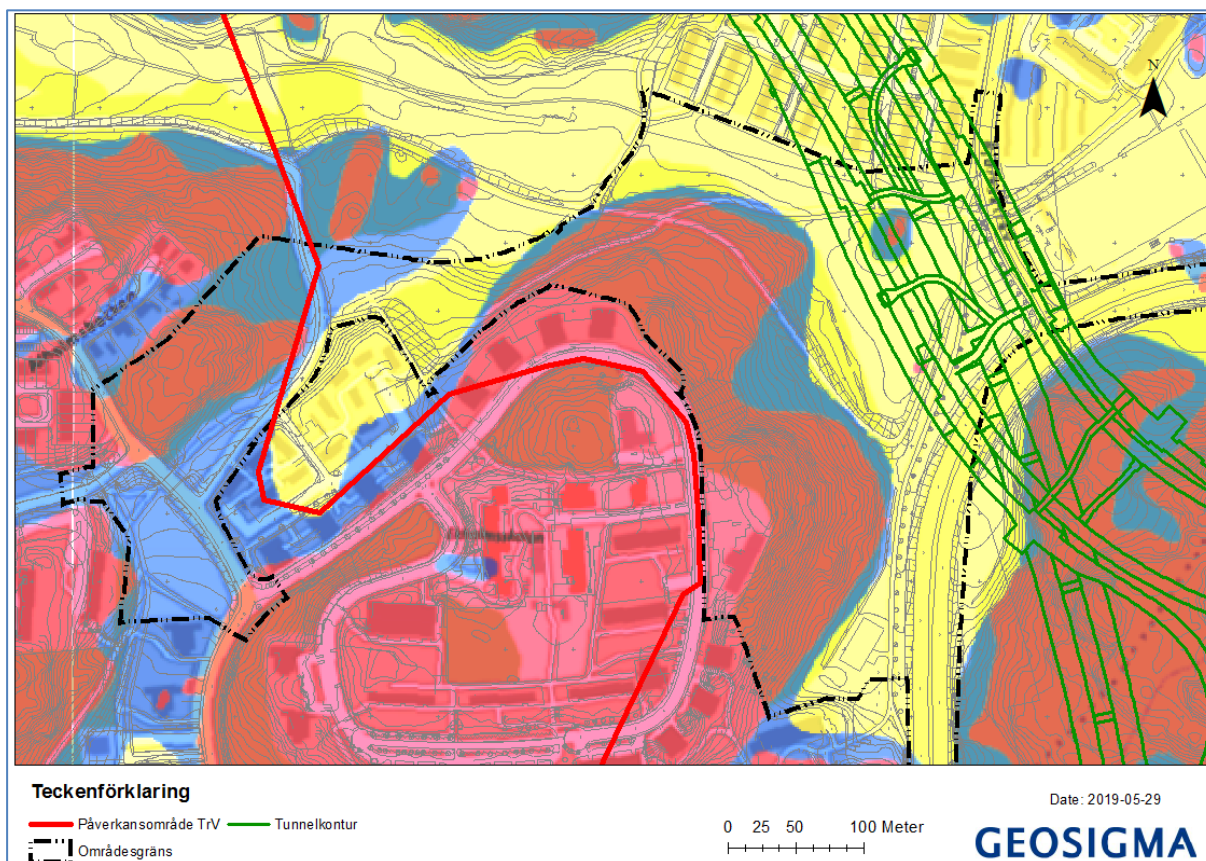 N
Teckenförklaring
Påverkansområde TrV
Tunnelkontur
Områdesgräns
0 25 50 100 Meter
Date: 2019-05-29
GEOSIGMA